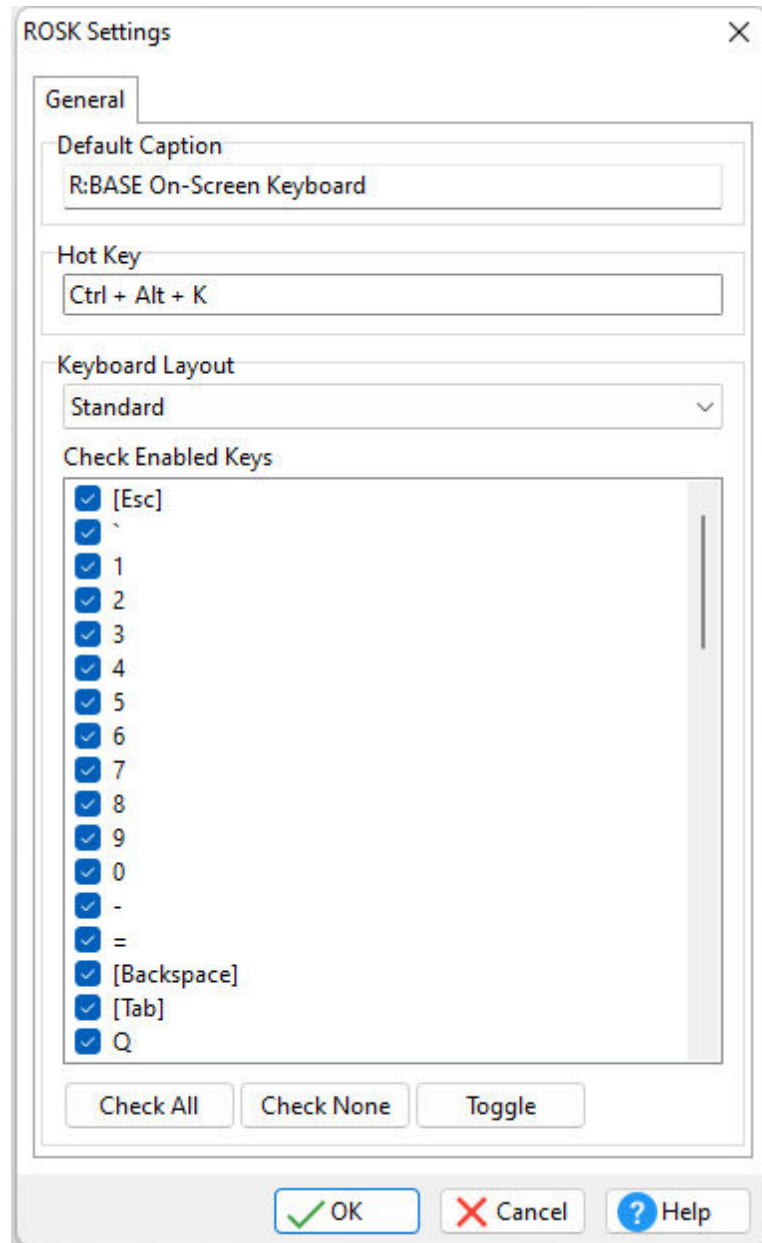 ROSK Settings
General
Default Caption
R:BASE On-Screen Keyboard
Hot Key
Ctrl + Alt + K
Keyboard Layout
Standard
Check Enabled Keys
[Esc]
`
1
2
3
4
5
6
7
8
9
0
-
=
[Backspace]
[Tab]
Q
Check All Check None Toggle
OK Cancel ? Help